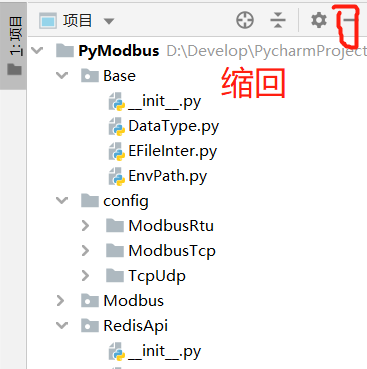 1: 项目
项目
PyModbus D:\Develop\PycharmProject
Base
缩回
__init__.py
DataType.py
EFileInter.py
EnvPath.py
config
ModbusRtu
ModbusTcp
TcpUdp
Modbus
RedisApi
__init__.py